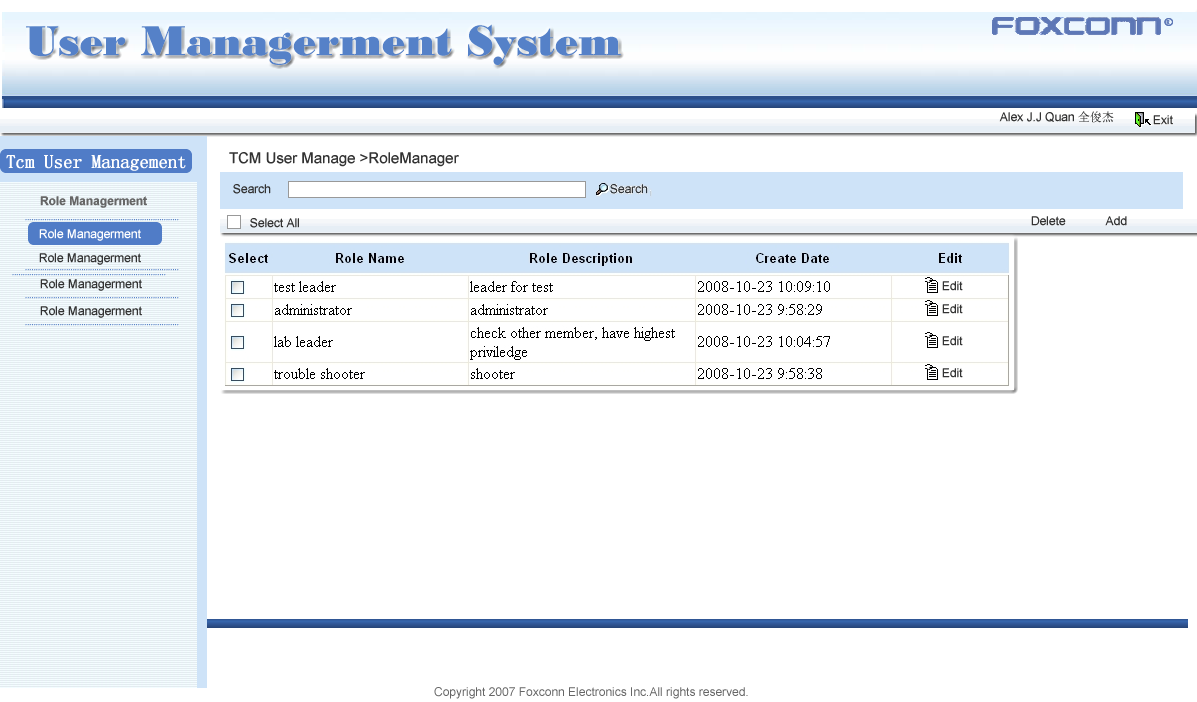 User Managerment System
FOXCONN®
Alex J.J Quan 全俊杰 Exit
Tcm User Management
Role Managerment
Role Management
Role Management
Role Management
Role Management
TCM User Manage >RoleManager
Search Search
Select All Delete Add
Select Role Name Role Description Create Date Edit
test leader leader for test 2008-10-23 10:09:10 Edit
administrator administrator 2008-10-23 9:58:29 Edit
lab leader check other member, have highest priviledge 2008-10-23 10:04:57 Edit
trouble shooter shooter 2008-10-23 9:58:38 Edit
Copyright 2007 Foxconn Electronics Inc.All rights reserved.